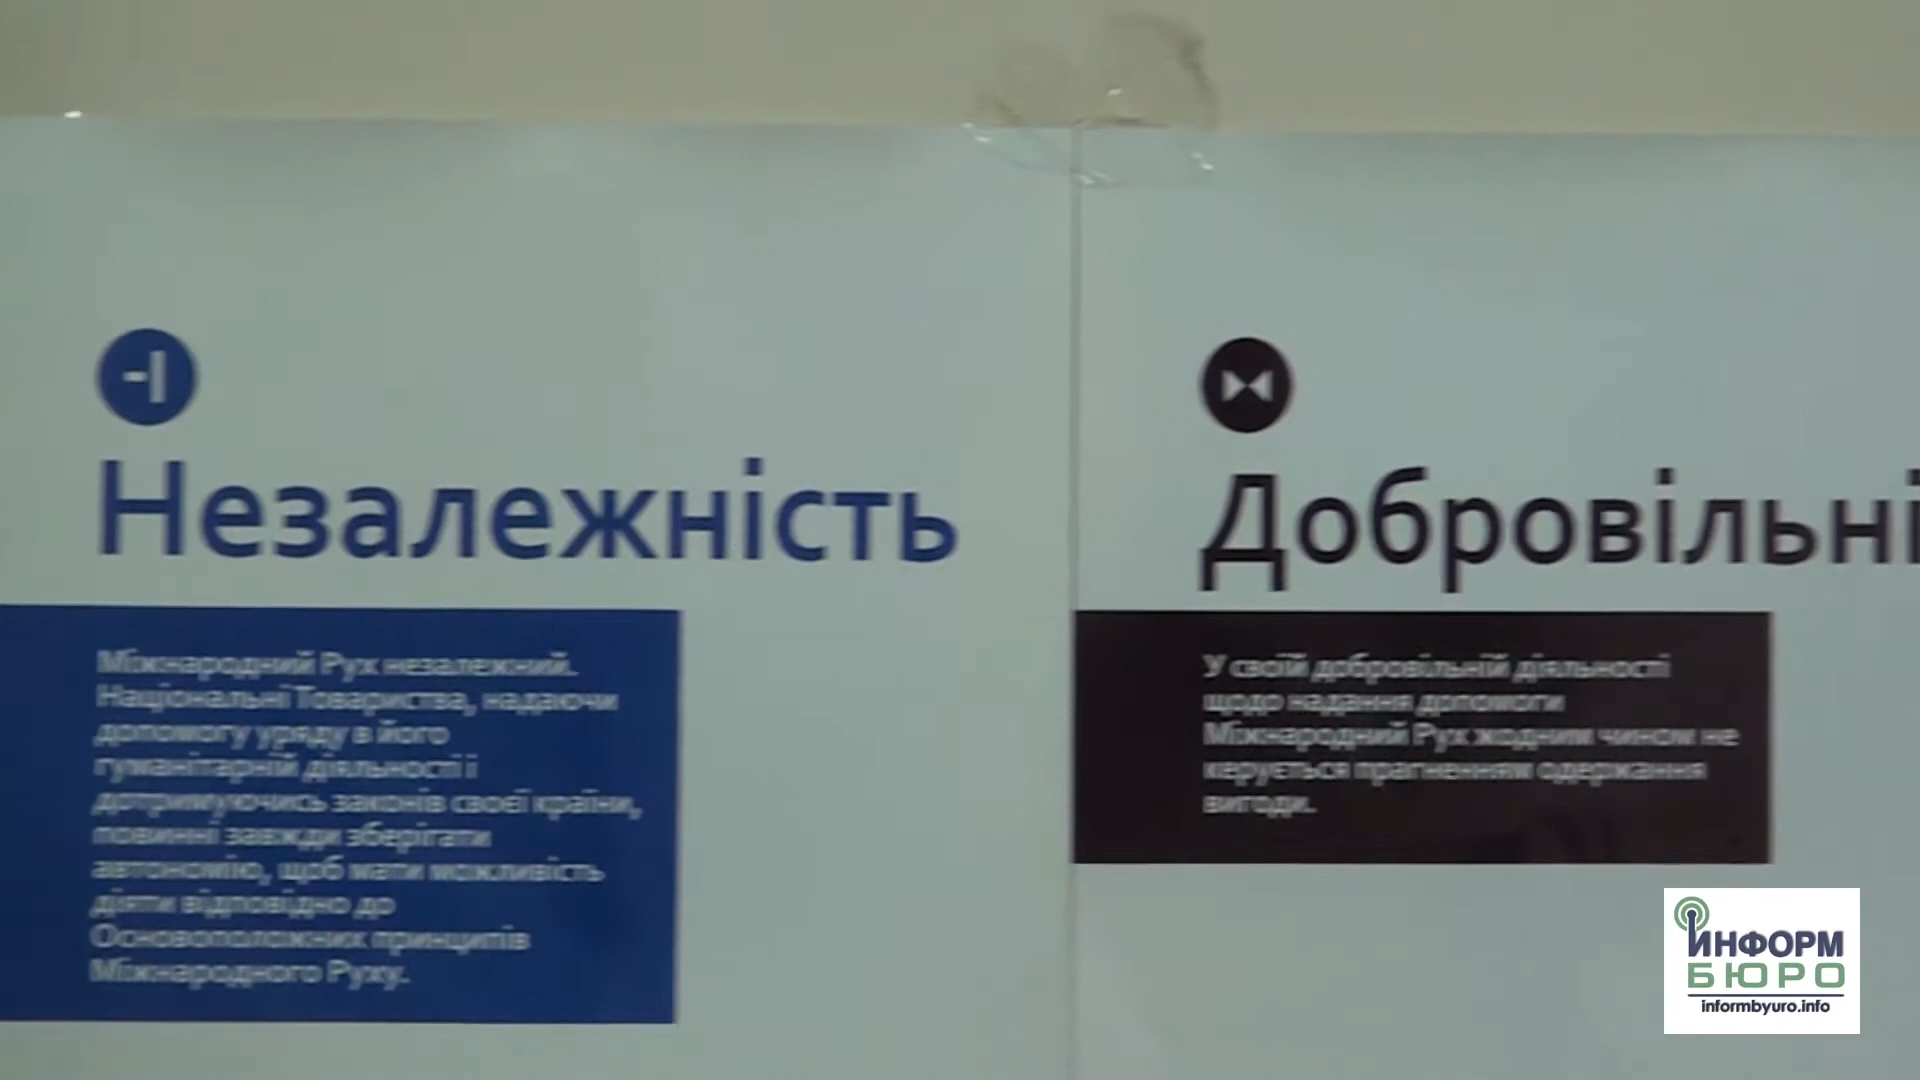 Незалежність
Міжнародний Рух незалежний.
Національні Товариства, надаючи
допомогу уряду в його
гуманітарній діяльності і
дотримуючись законів своєї країни,
повинні завжди зберігати
автономію, щоб мати можливість
діяти відповідно до
Основоположних принципів
Міжнародного Руху.
Добровільні
У своїй добровільній діяльності
щодо надання допомоги
Міжнародний Рух жодним чином не
керується прагненням одержання
вигоди.
ИНФОРМ
БЮРО
informbyuro.info